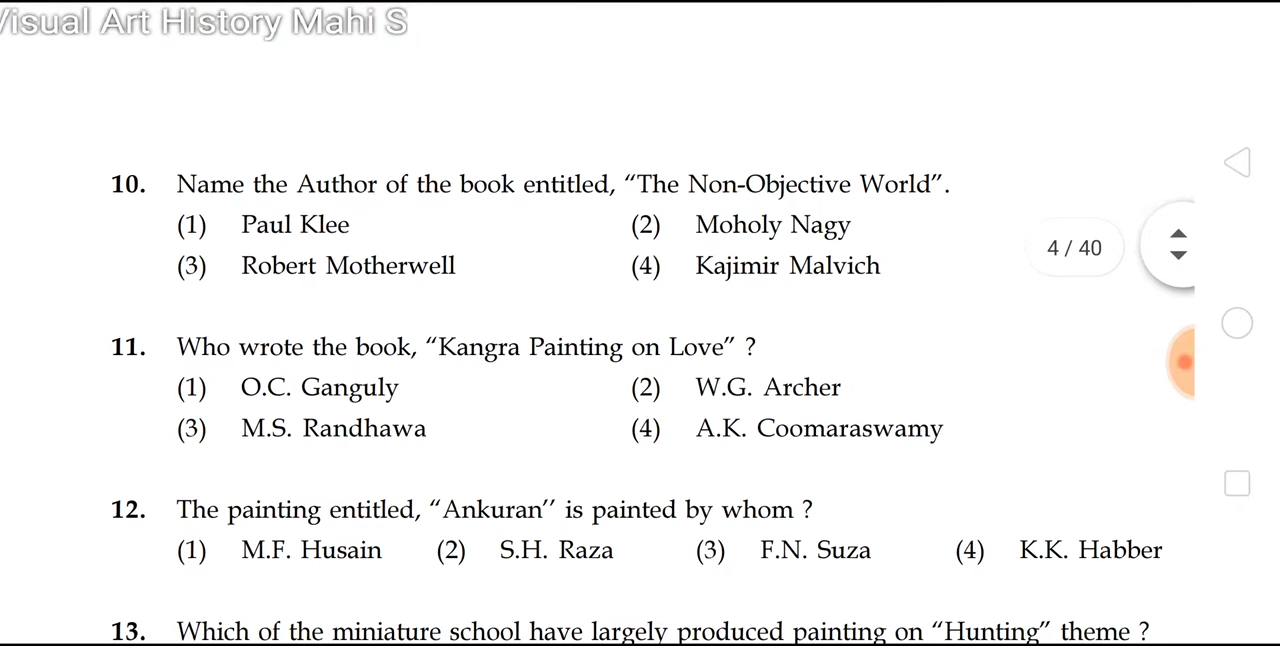 Visual Art History Mahi S
10. Name the Author of the book entitled, “The Non-Objective World”.
(1) Paul Klee (2) Moholy Nagy
(3) Robert Motherwell (4) Kajimir Malvich
4 / 40
11. Who wrote the book, “Kangra Painting on Love” ?
(1) O.C. Ganguly (2) W.G. Archer
(3) M.S. Randhawa (4) A.K. Coomaraswamy
12. The painting entitled, “Ankuran’’ is painted by whom ?
(1) M.F. Husain (2) S.H. Raza (3) F.N. Suza (4) K.K. Habber
13. Which of the miniature school have largely produced painting on “Hunting” theme ?